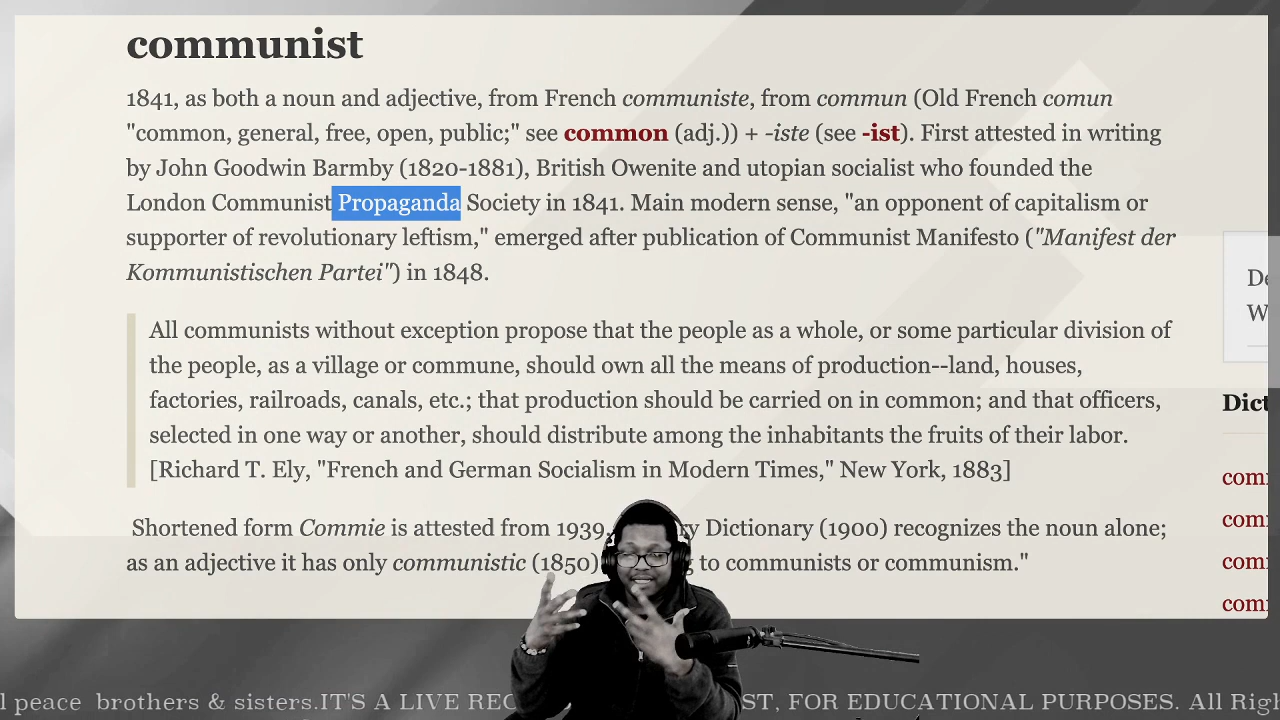 communist
1841, as both a noun and adjective, from French communiste, from commun (Old French comun
"common, general, free, open, public;" see common (adj.)) + -iste (see -ist). First attested in writing
by John Goodwin Barmby (1820-1881), British Owenite and utopian socialist who founded the
London Communist Propaganda Society in 1841. Main modern sense, "an opponent of capitalism or
supporter of revolutionary leftism," emerged after publication of Communist Manifesto ("Manifest der
Kommunistischen Partei") in 1848.
All communists without exception propose that the people as a whole, or some particular division of
the people, as a village or commune, should own all the means of production--land, houses,
factories, railroads, canals, etc.; that production should be carried on in common; and that officers,
selected in one way or another, should distribute among the inhabitants the fruits of their labor.
[Richard T. Ely, "French and German Socialism in Modern Times," New York, 1883]
Shortened form Commie is attested from 1939. Dictionary (1900) recognizes the noun alone;
as an adjective it has only communistic (1850) to communists or communism."
Dict
com
com
com
com
peace brothers & sisters.IT'S A LIVE FOR EDUCATIONAL PURPOSES. All